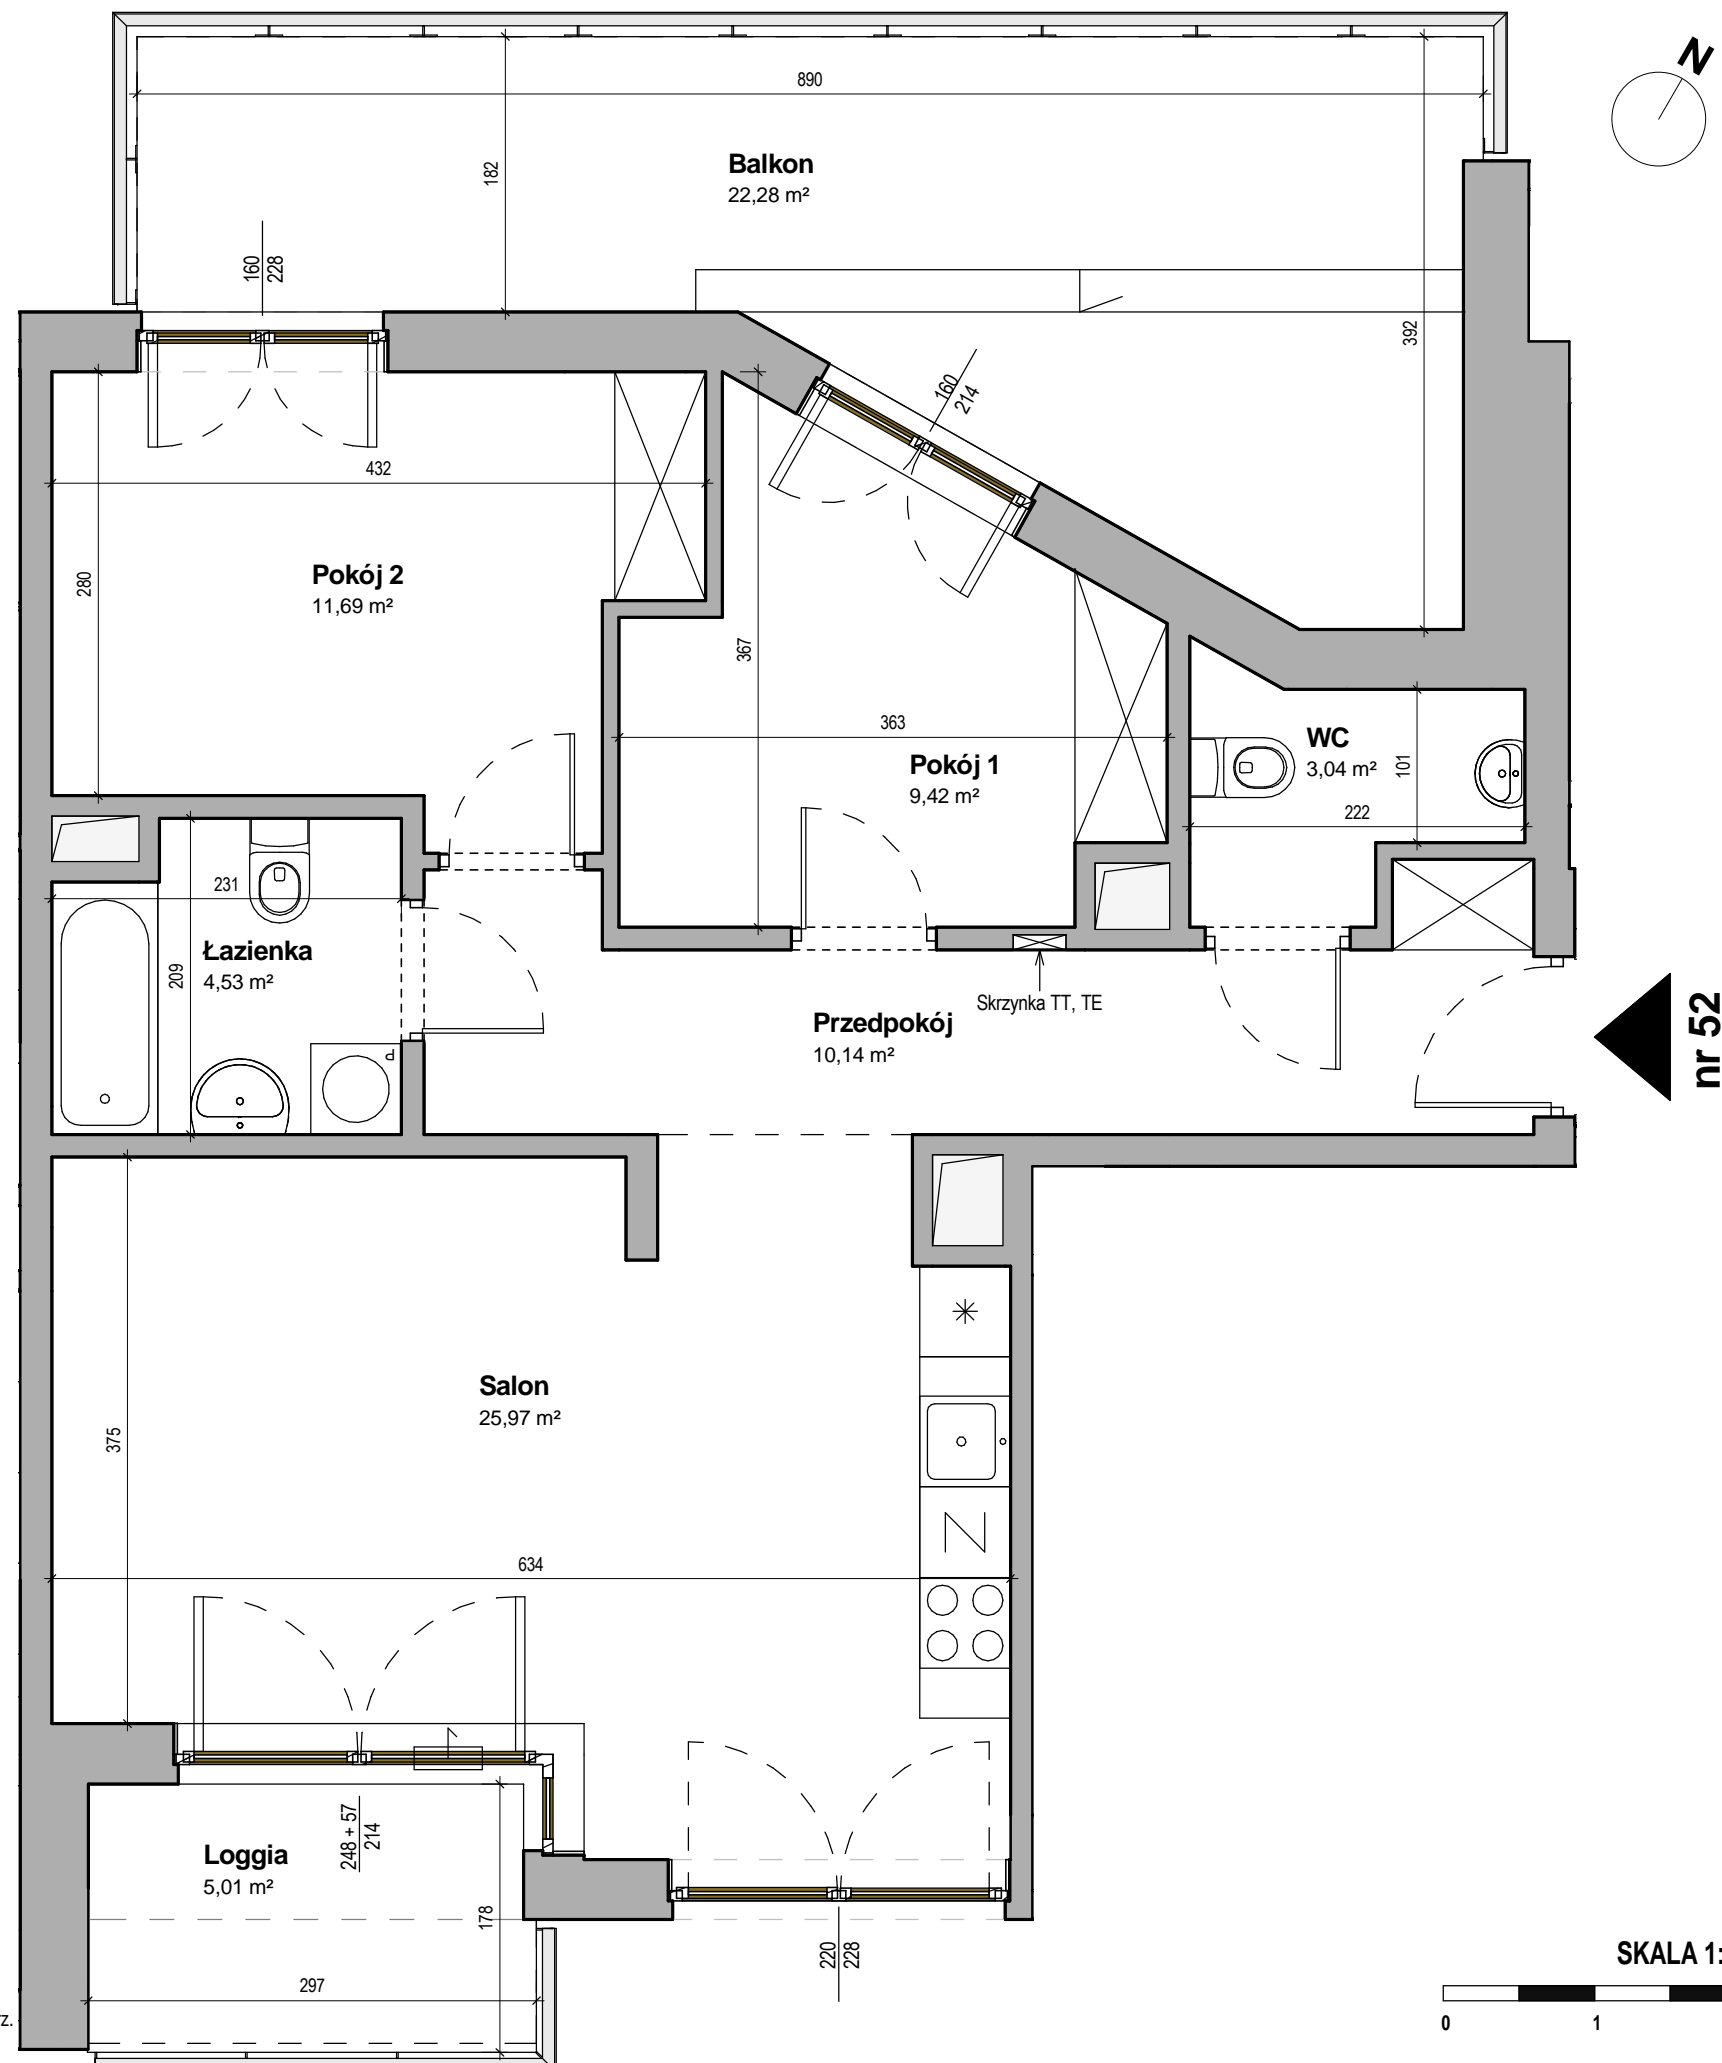 N
890
182
Balkon
22,28 m²
160
228
392
160
214
432
280
Pokój 2
11,69 m²
367
363
Pokój 1
9,42 m²
WC
3,04 m²
101
222
231
Łazienka
4,53 m²
209
P
Skrzynka TT, TE
Przedpokój
10,14 m²
nr 52
Salon
25,97 m²
375
634
N
Loggia
5,01 m²
248 + 57
214
178
220
228
297
SKALA 1:
0 1
z.